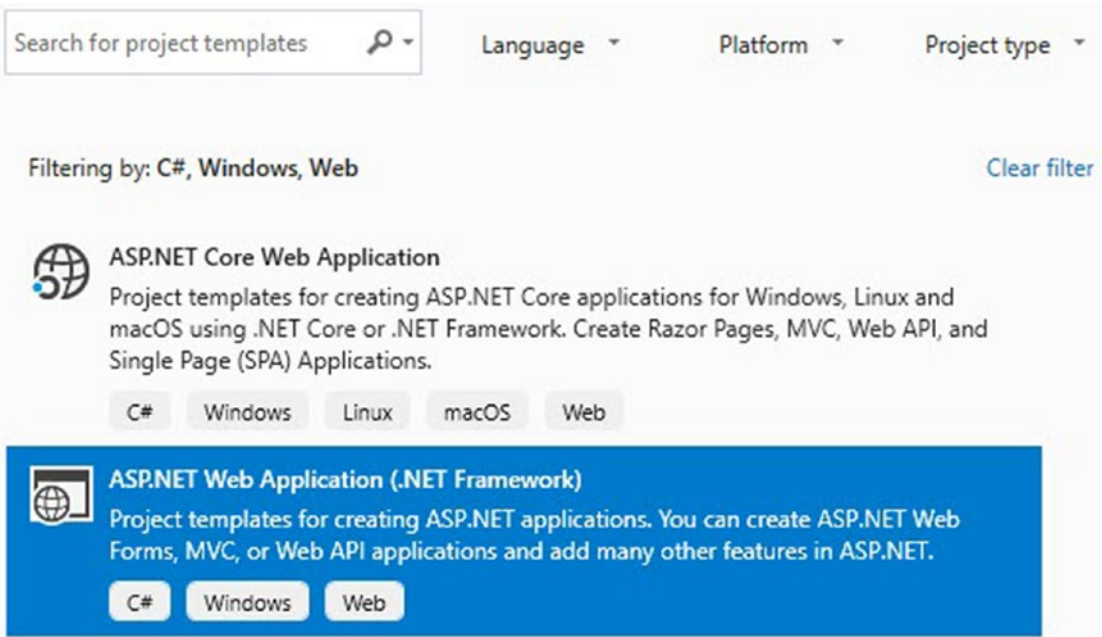 Search for project templates
Language
Platform
Project type
Filtering by: C#, Windows, Web
Clear filter
ASP.NET Core Web Application
Project templates for creating ASP.NET Core applications for Windows, Linux and
macOS using .NET Core or .NET Framework. Create Razor Pages, MVC, Web API, and
Single Page (SPA) Applications.
C# Windows Linux macOS Web
ASP.NET Web Application (.NET Framework)
Project templates for creating ASP.NET applications. You can create ASP.NET Web
Forms, MVC, or Web API applications and add many other features in ASP.NET.
C# Windows Web